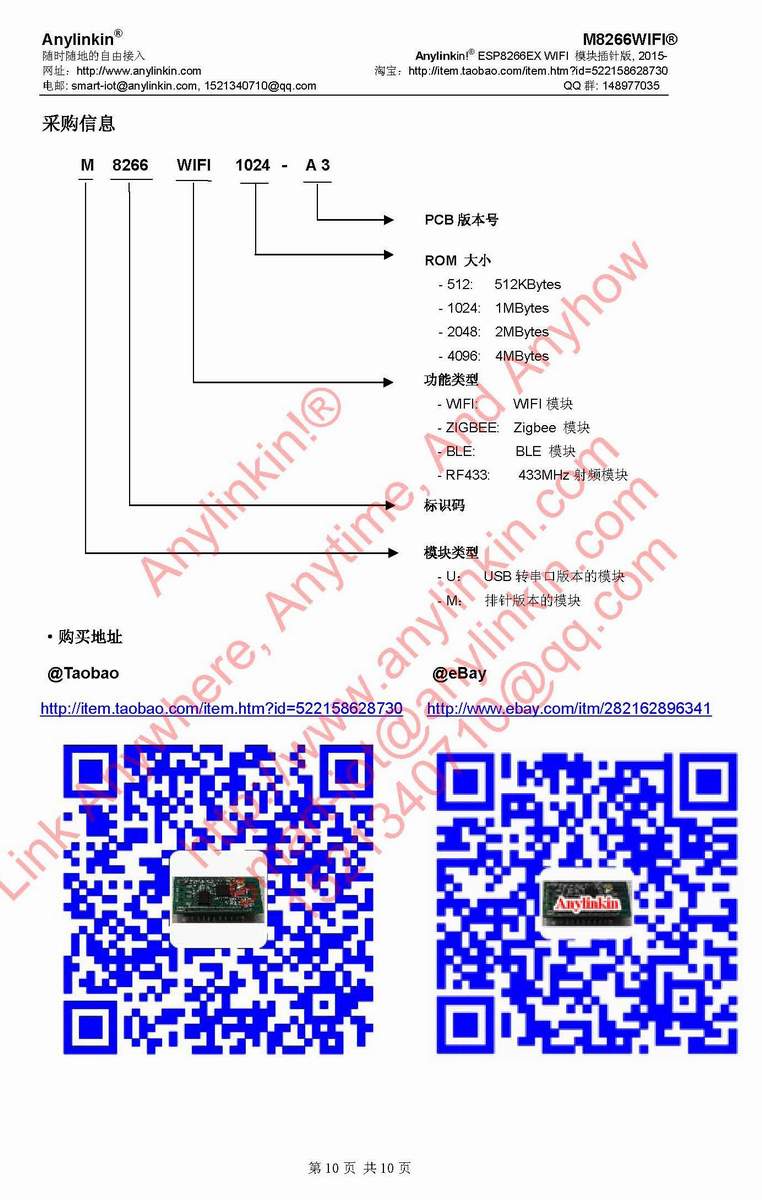 Anylinkin® M8266WIFI®
随时随地的自由接入 Anylinkin!® ESP8266EX WIFI 模块插针版, 2015-
网址：http://www.anylinkin.com 淘宝：http://item.taobao.com/item.htm?id=522158628730
电邮: smart-iot@anylinkin.com, 1521340710@qq.com QQ 群: 148977035
采购信息
M 8266 WIFI 1024 - A 3
PCB 版本号
ROM 大小
- 512: 512KBytes
- 1024: 1MBytes
- 2048: 2MBytes
- 4096: 4MBytes
功能类型
- WIFI: WIFI 模块
- ZIGBEE: Zigbee 模块
- BLE: BLE 模块
- RF433: 433MHz 射频模块
标识码
模块类型
- U： USB 转串口版本的模块
- M： 排针版本的模块
·购买地址
@Taobao @eBay
http://item.taobao.com/item.htm?id=522158628730 http://www.ebay.com/itm/282162896341
Anylinkin
Anylinkin!®
Link Anywhere, Anytime, And Anyhow
http://www.anylinkin.com
smart-iot@anylinkin.com
1521340710@qq.com
第 10 页 共 10 页